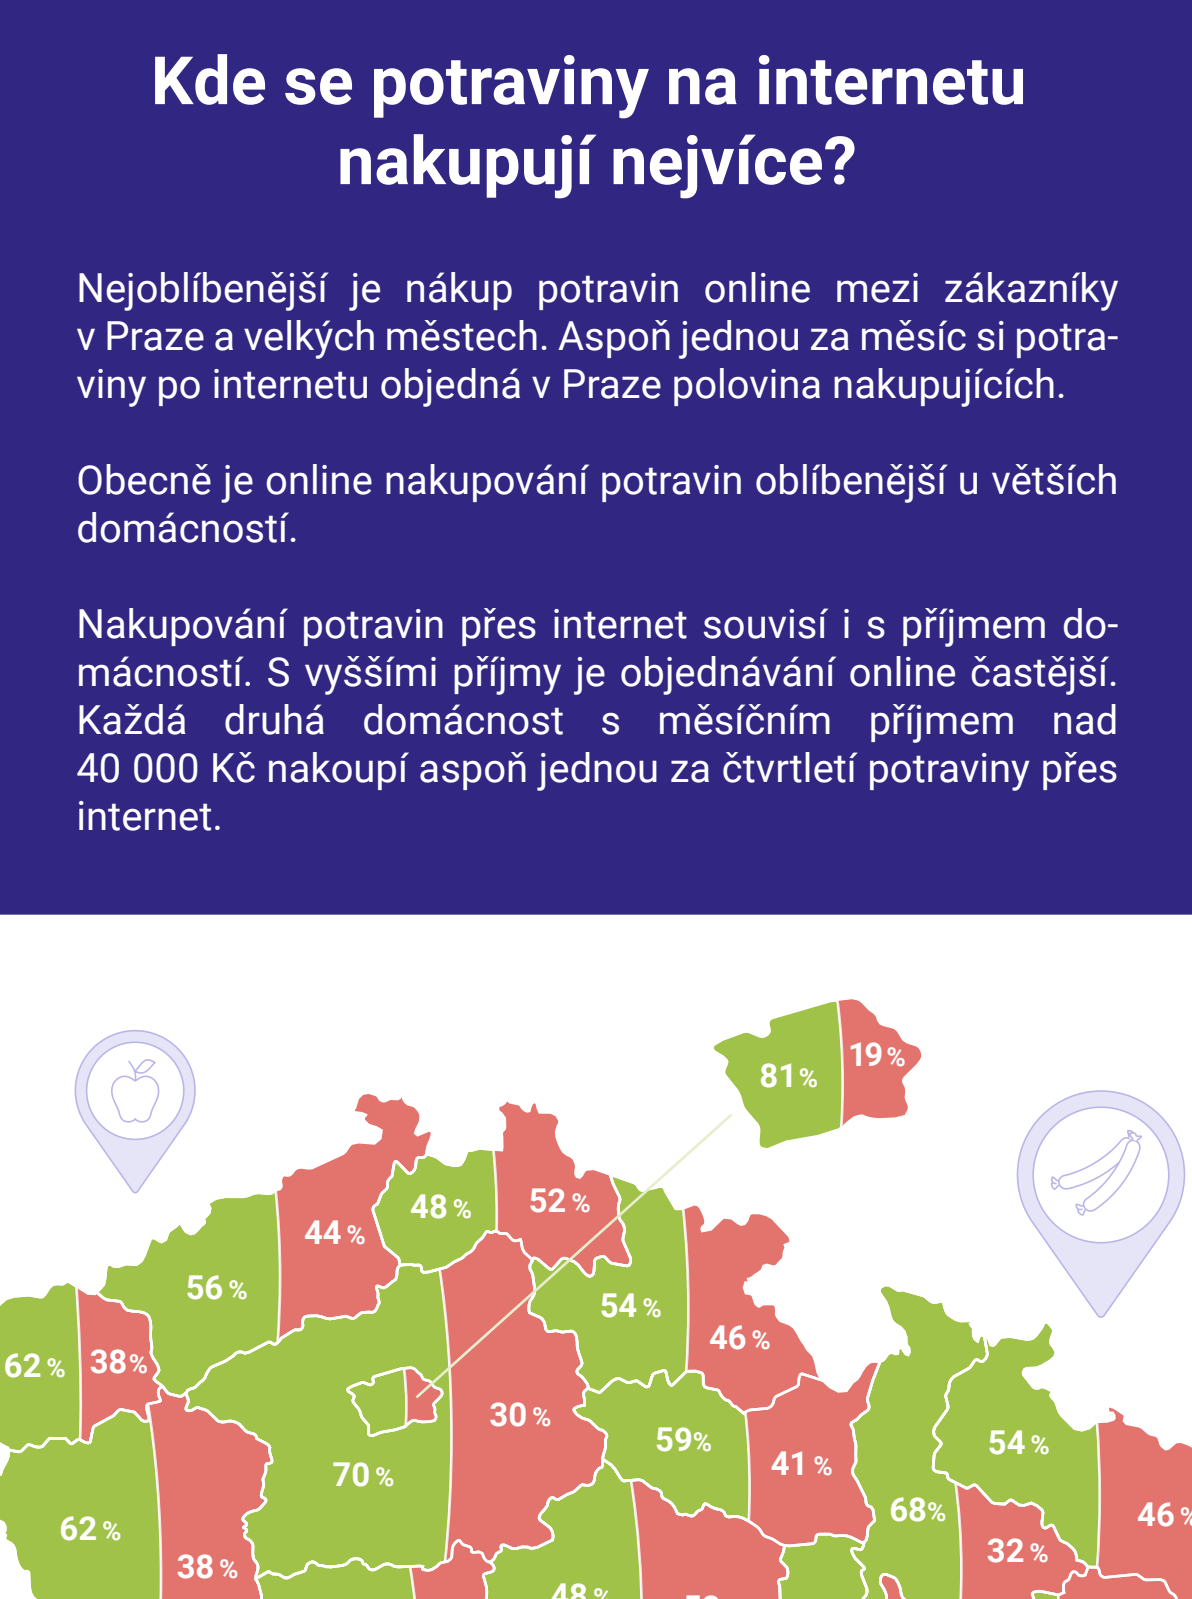 Kde se potraviny na internetu
nakupují nejvíce?
Nejoblíbenější je nákup potravin online mezi zákazníky
v Praze a velkých městech. Aspoň jednou za měsíc si potra-
viny po internetu objedná v Praze polovina nakupujících.
Obecně je online nakupování potravin oblíbenější u větších
domácností.
Nakupování potravin přes internet souvisí i s příjmem do-
mácností. S vyššími příjmy je objednávání online častější.
Každá druhá domácnost s měsíčním příjmem nad
40 000 Kč nakoupí aspoň jednou za čtvrtletí potraviny přes
internet.
81 %
19 %
48 %
52 %
44 %
56 %
54 %
46 %
62 %
38%
30 %
59%
41 %
54 %
70 %
68%
46 %
62 %
32 %
38 %
48 %